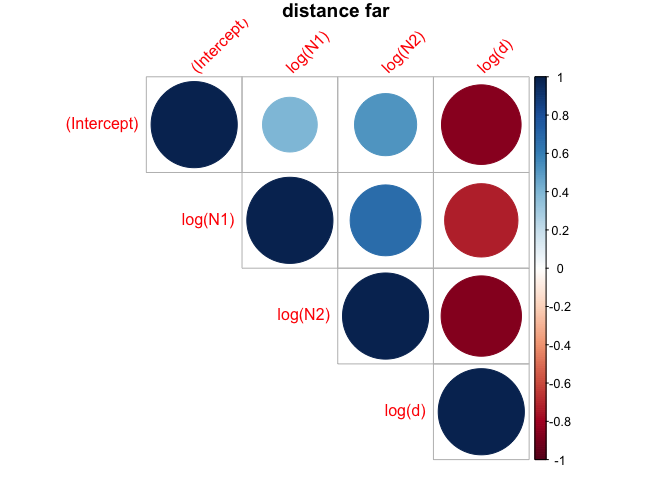 distance far
(Intercept)
log(N1)
log(N2)
log(d)
(Intercept)
log(N1)
log(N2)
log(d)
1
0.8
0.6
0.4
0.2
0
-0.2
-0.4
-0.6
-0.8
-1